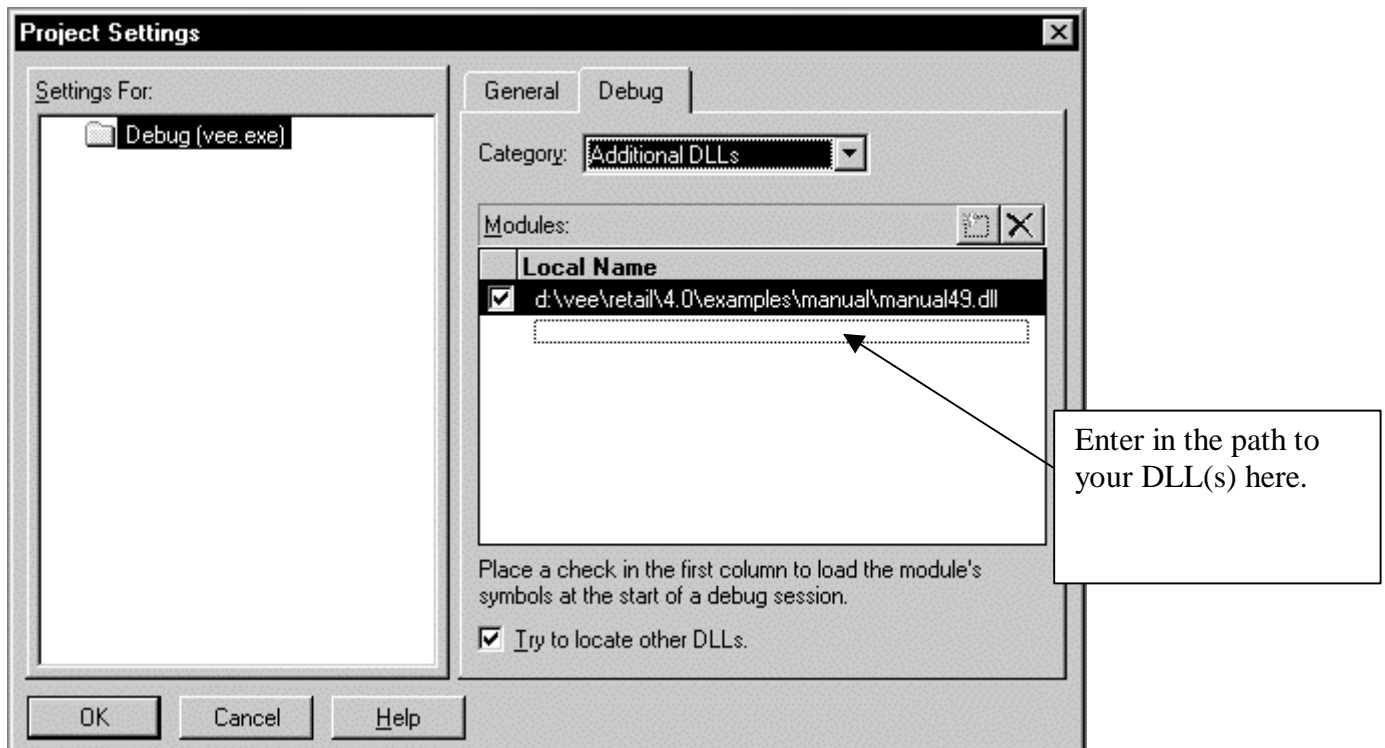 Project Settings
Settings For:
Debug (vee.exe)
General Debug
Category: Additional DLLs
Modules:
Local Name
d:\vee\retail\4.0\examples\manual\manual49.dll
Enter in the path to
your DLL(s) here.
Place a check in the first column to load the module's
symbols at the start of a debug session.
Try to locate other DLLs.
OK Cancel Help